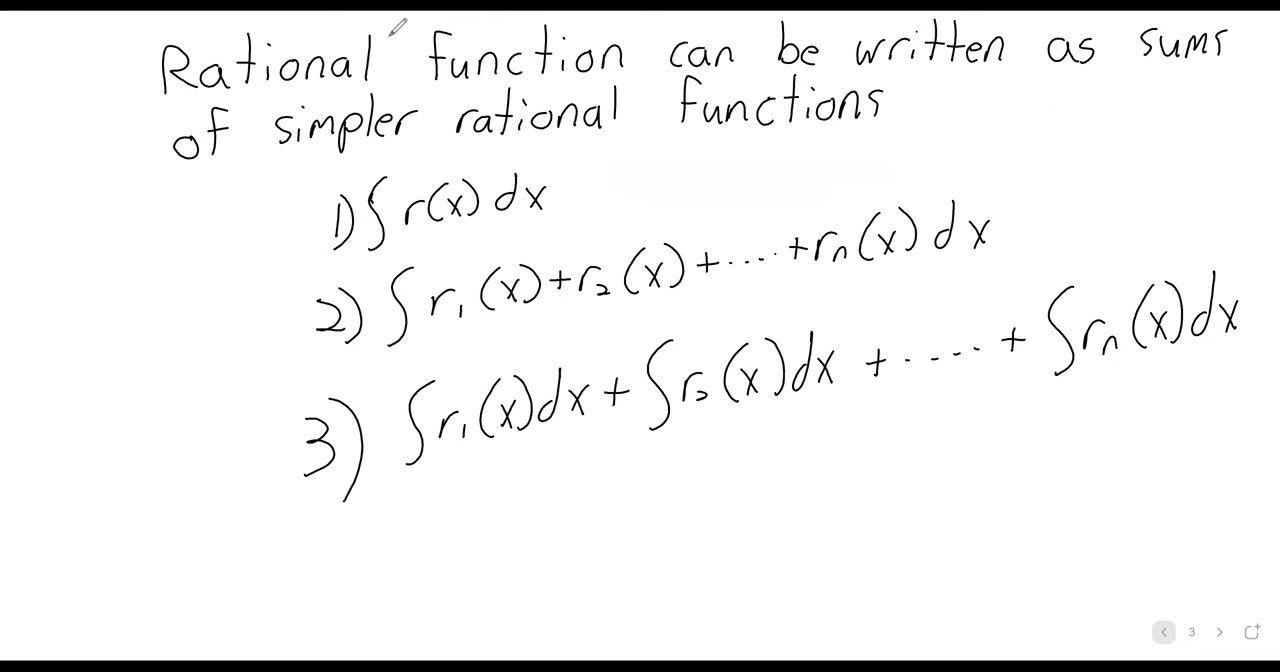 Rational function can be written as sums
of simpler rational functions
1) ∫ r(x) dx
2) ∫ r₁(x)+r₂(x)+.....+rₙ(x) dx
3) ∫r₁(x)dx + ∫r₂(x)dx + ..... + ∫rₙ(x)dx
3